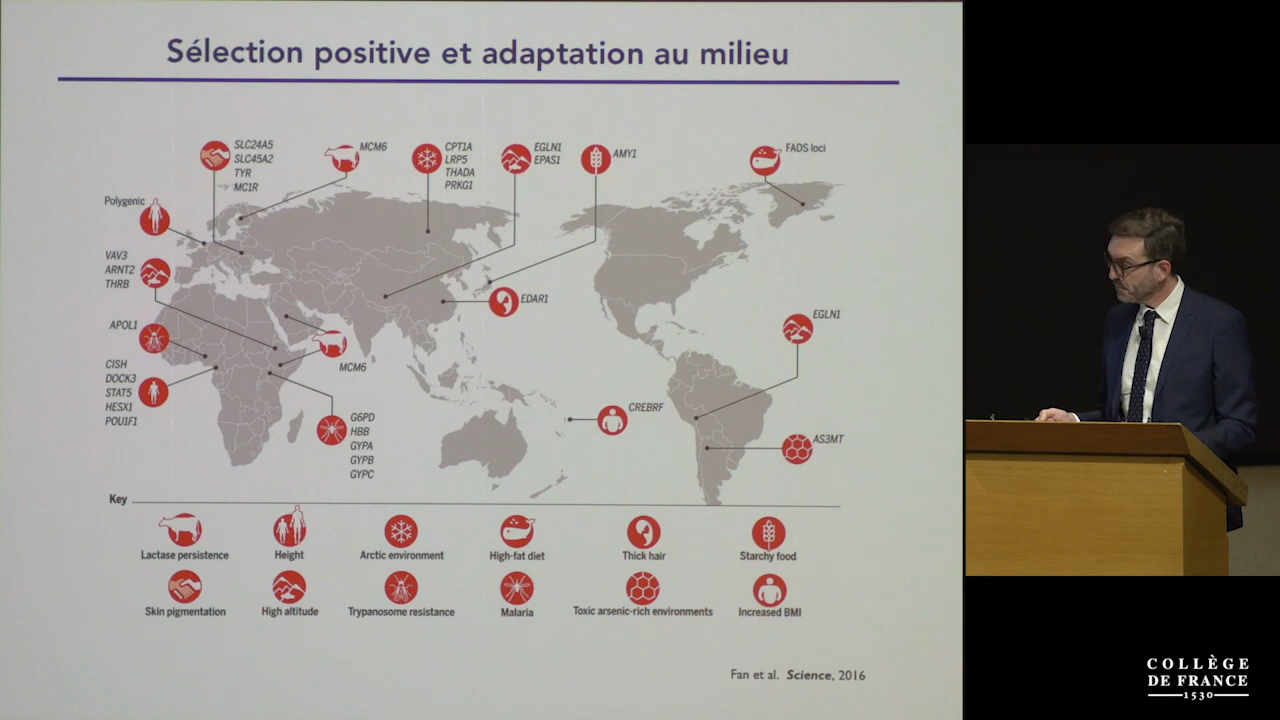 Sélection positive et adaptation au milieu
SLC24A5
SLC45A2
TYR
MC1R
MCM6
CPT1A
LRP5
THADA
PRKG1
EGLN1
EPAS1
AMY1
FADS loci
Polygenic
VAV3
ARNT2
THRB
EDAR1
APOL1
MCM6
EGLN1
CISH
DOCK3
STAT5
HESX1
POU1F1
G6PD
HBB
GYPA
GYPB
GYPC
CREBRF
AS3MT
Key
Lactase persistence
Height
Arctic environment
High-fat diet
Thick hair
Starchy food
Skin pigmentation
High altitude
Trypanosome resistance
Malaria
Toxic arsenic-rich environments
Increased BMI
Fan et al. Science, 2016
COLLÈGE
DE FRANCE
1530